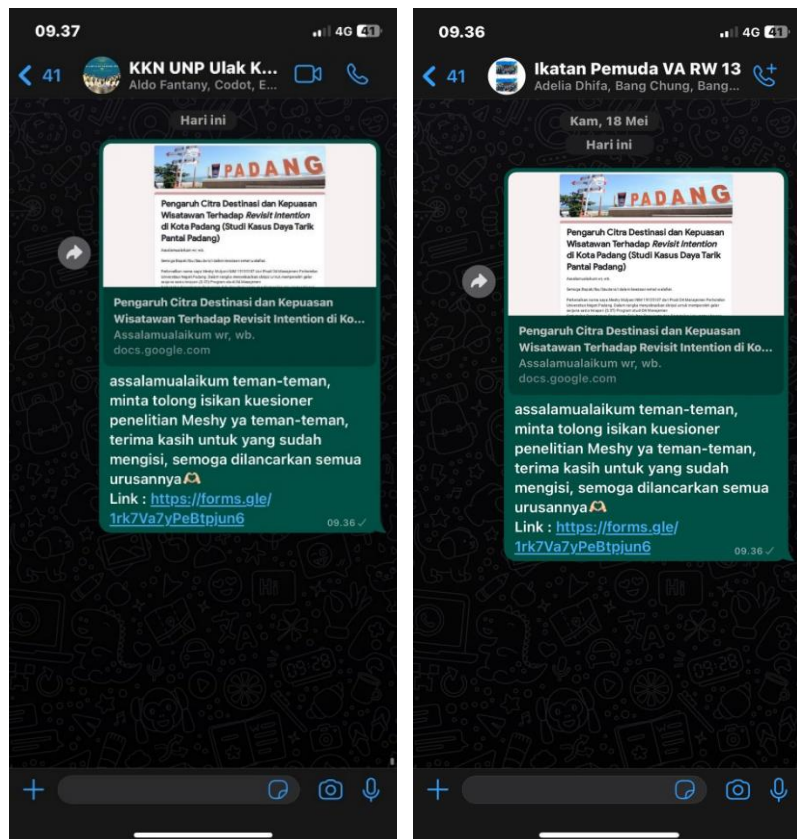 09.37
4G 41
41
KKN UNP Ulak K...
Aldo Fantany, Codot, E...
Hari ini
PADANG
Pengaruh Citra Destinasi dan Kepuasan
Wisatawan Terhadap Revisit Intention
di Kota Padang (Studi Kasus Daya Tarik
Pantai Padang)
Pengaruh Citra Destinasi dan Kepuasan
Wisatawan Terhadap Revisit Intention di Ko...
Assalamualaikum wr, wb.
docs.google.com
assalamualaikum teman-teman,
minta tolong isikan kuesioner
penelitian Meshy ya teman-teman,
terima kasih untuk yang sudah
mengisi, semoga dilancarkan semua
urusannya🫶🏻
Link : https://forms.gle/
1rk7Va7yPeBtpjun6
09.36
09.36
4G 41
41
Ikatan Pemuda VA RW 13
Adelia Dhifa, Bang Chung, Bang...
Kam, 18 Mei
Hari ini
PADANG
Pengaruh Citra Destinasi dan Kepuasan
Wisatawan Terhadap Revisit Intention
di Kota Padang (Studi Kasus Daya Tarik
Pantai Padang)
Pengaruh Citra Destinasi dan Kepuasan
Wisatawan Terhadap Revisit Intention di Ko...
Assalamualaikum wr, wb.
docs.google.com
assalamualaikum teman-teman,
minta tolong isikan kuesioner
penelitian Meshy ya teman-teman,
terima kasih untuk yang sudah
mengisi, semoga dilancarkan semua
urusannya🫶🏻
Link : https://forms.gle/
1rk7Va7yPeBtpjun6
09.36